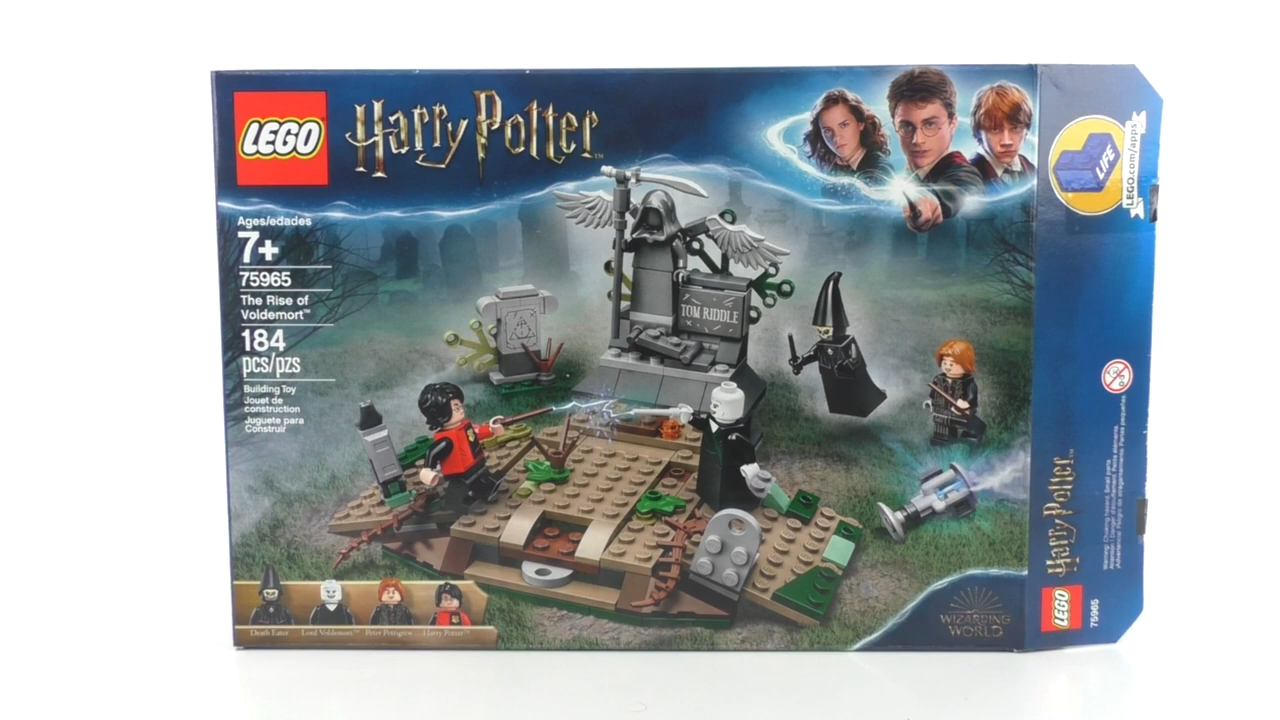 LEGO
Harry Potter™
Ages/edades
7+
75965
The Rise of
Voldemort™
184
pcs/pzs
Building Toy
Jouet de
construction
Juguete para
Construir
TOM RIDDLE
Death Eater
Lord Voldemort™
Peter Pettigrew
Harry Potter™
WIZARDING
WORLD
LIFE
LEGO.com/apps
Harry Potter™
LEGO
75965